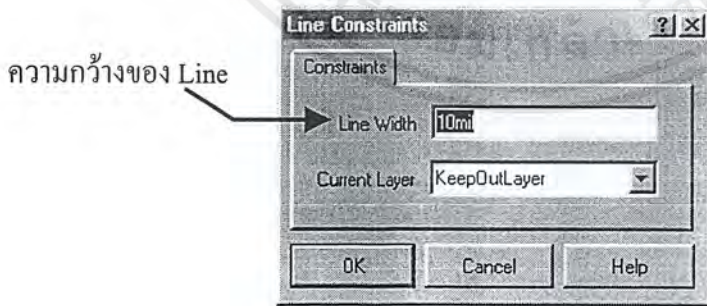 Line Constraints
Constraints
ความกว้างของ Line
Line Width 10mi
Current Layer KeepOutLayer
OK Cancel Help